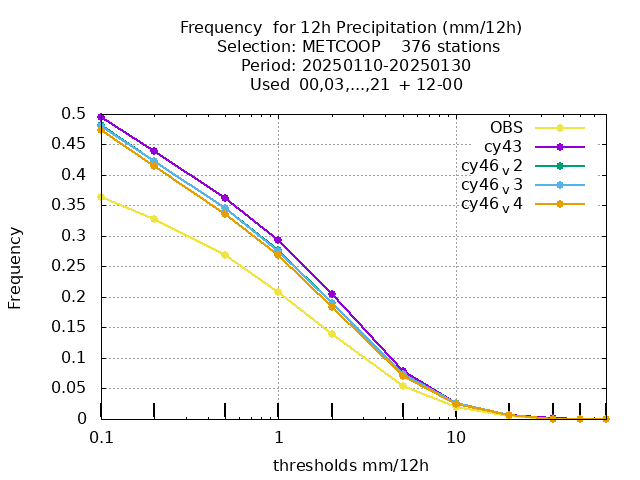 Frequency  for 12h Precipitation (mm/12h)
Selection: METCOOP    376 stations
Period: 20250110-20250130
Used  00,03,...,21  + 12-00
0.5
0.45
0.4
0.35
0.3
0.25
0.2
0.15
0.1
0.05
0
Frequency
OBS
cy43
cy46 v 2
cy46 v 3
cy46 v 4
0.1
1
10
thresholds mm/12h